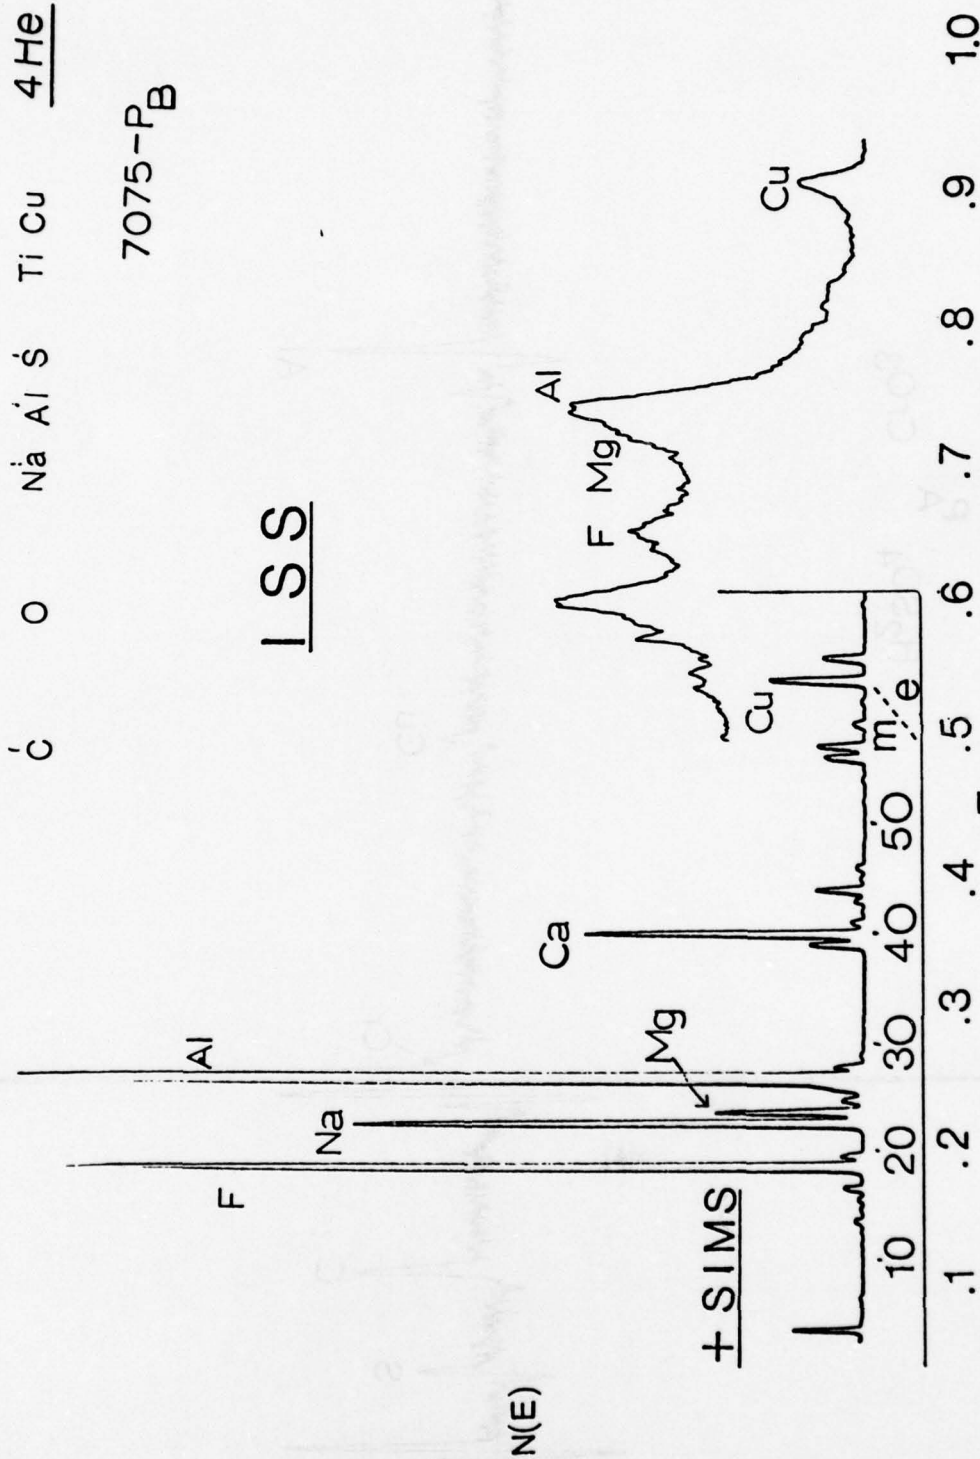 C O Na Al S Ti Cu 4He
7075-PB
ISS
Al
Cu
F Mg
Al
F
Na
Ca
Mg
Cu
+SIMS
N(E)
10 20 30 40 50 m/e
.1 .2 .3 .4 .5 .6 .7 .8 .9 1.0